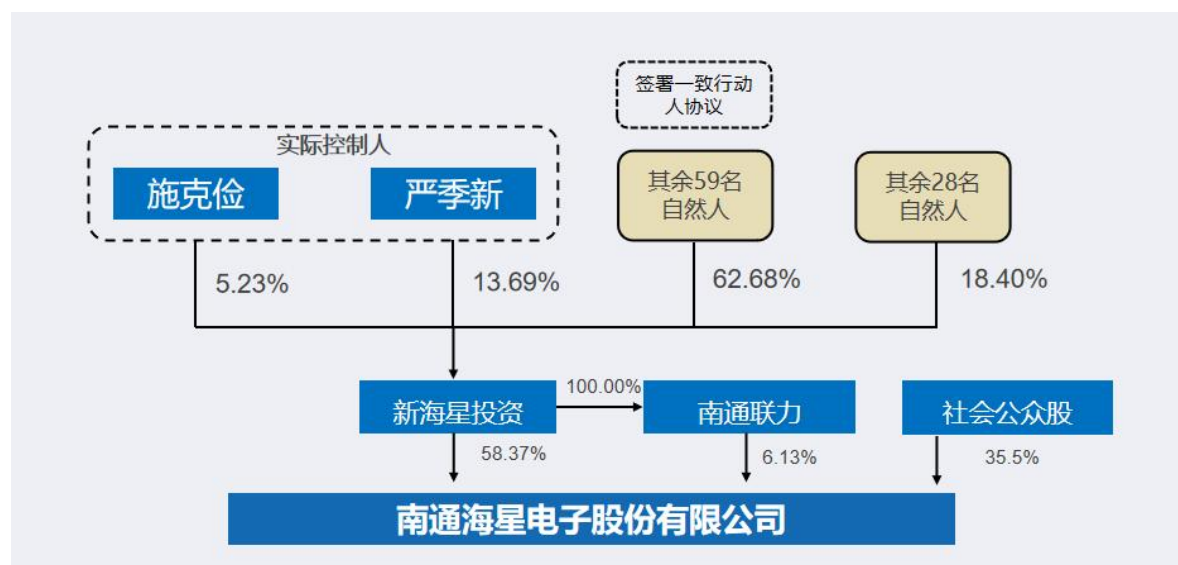 签署一致行动
人协议
实际控制人
施克俭
严季新
其余59名
自然人
其余28名
自然人
5.23%
13.69%
62.68%
18.40%
新海星投资
100.00%
南通联力
社会公众股
58.37%
6.13%
35.5%
南通海星电子股份有限公司